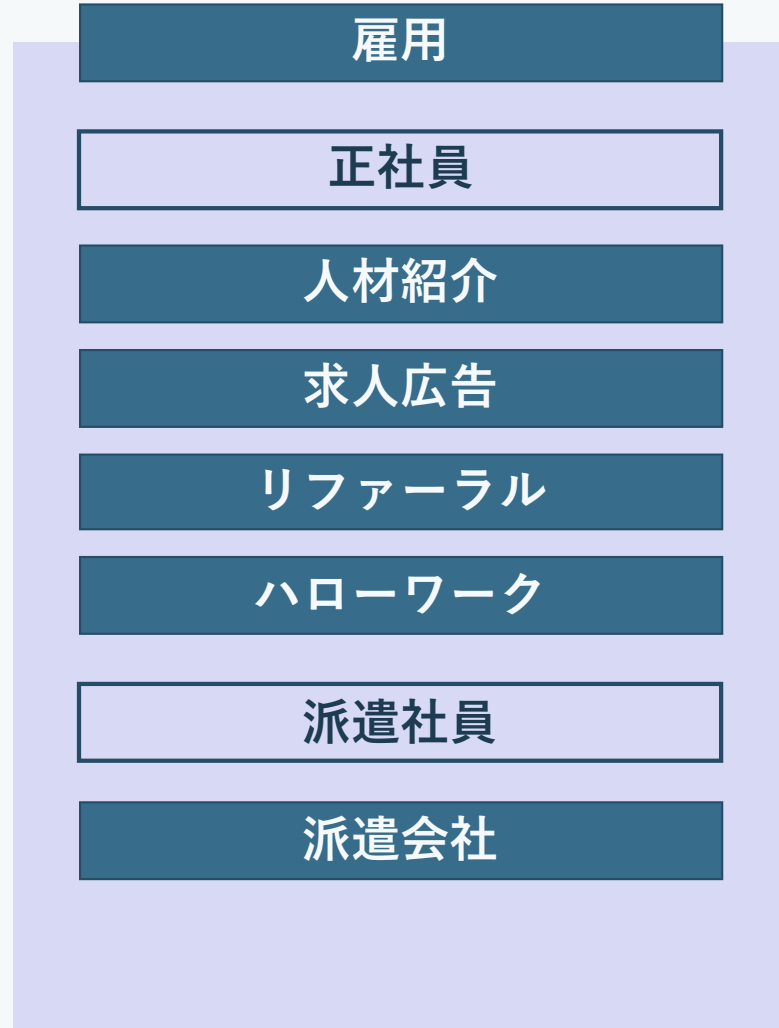 雇用
正社員
人材紹介
求人広告
リファーラル
ハローワーク
派遣社員
派遣会社